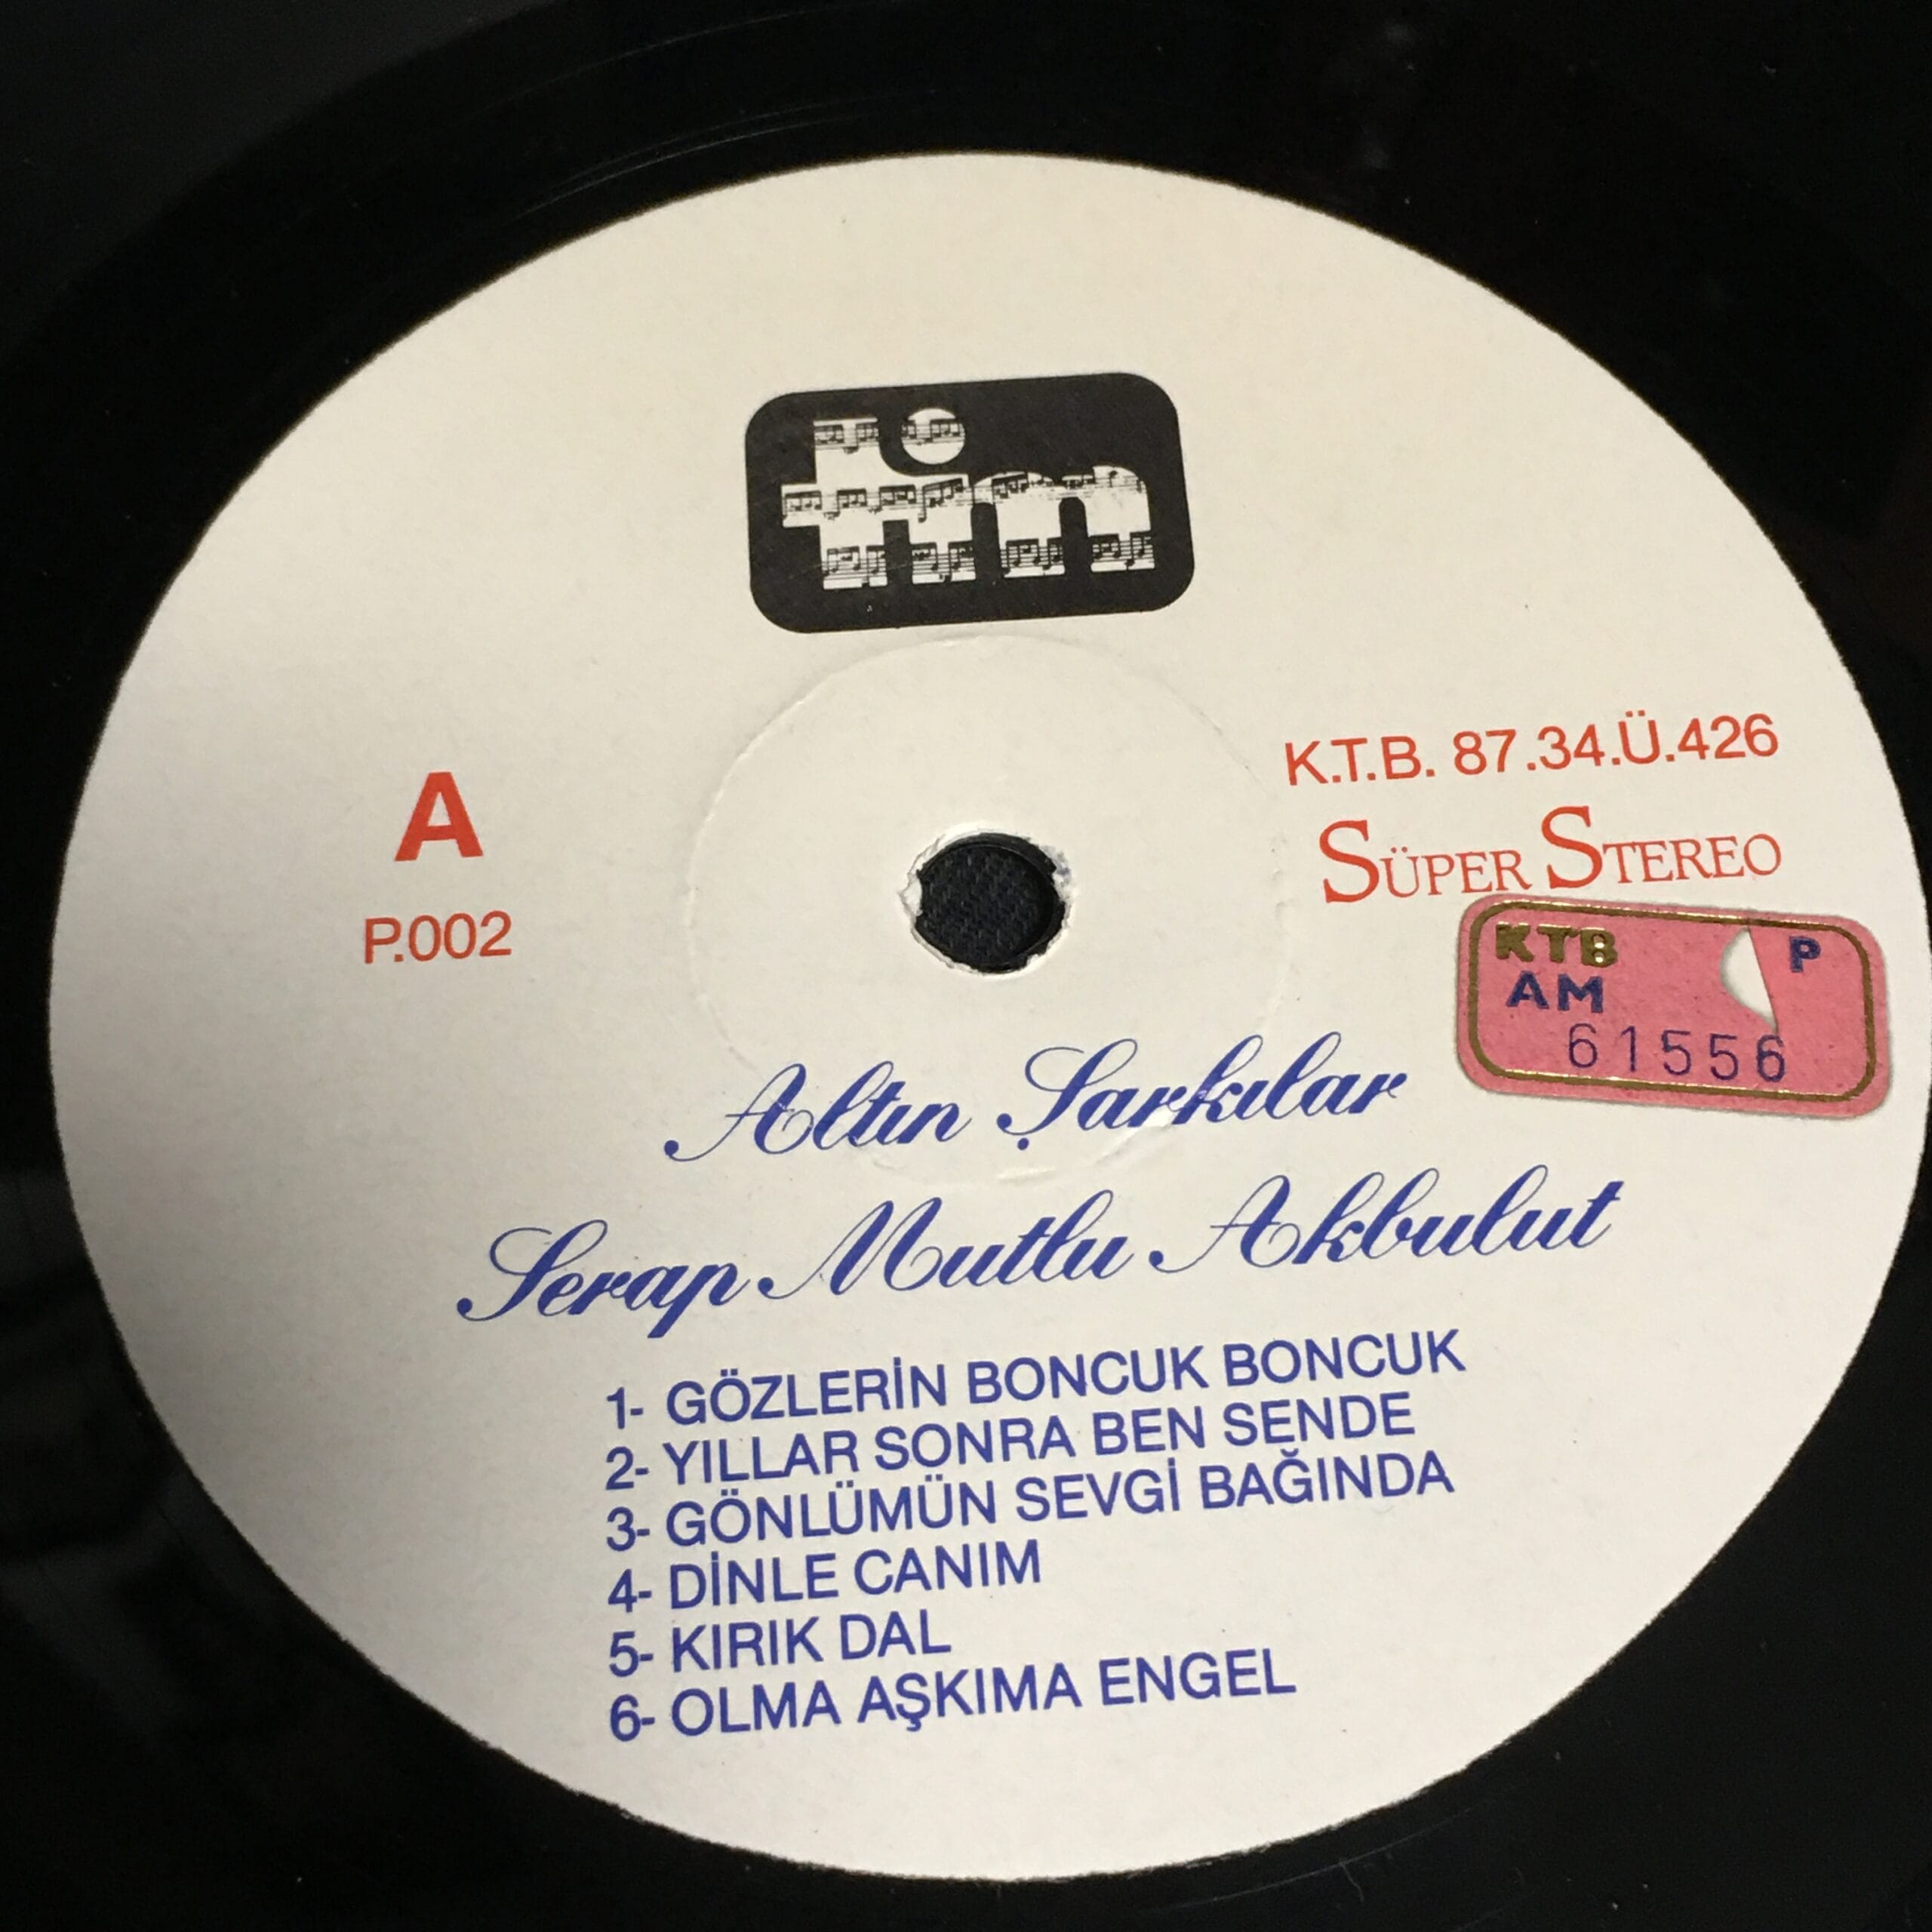 tim
A
P.002
K.T.B. 87.34.Ü.426
SÜPER STEREO
KTB P
AM
61556
Altın Şarkılar
Serap Mutlu Akbulut
1- GÖZLERİN BONCUK BONCUK
2- YILLAR SONRA BEN SENDE
3- GÖNLÜMÜN SEVGİ BAĞINDA
4- DİNLE CANIM
5- KIRIK DAL
6- OLMA AŞKIMA ENGEL